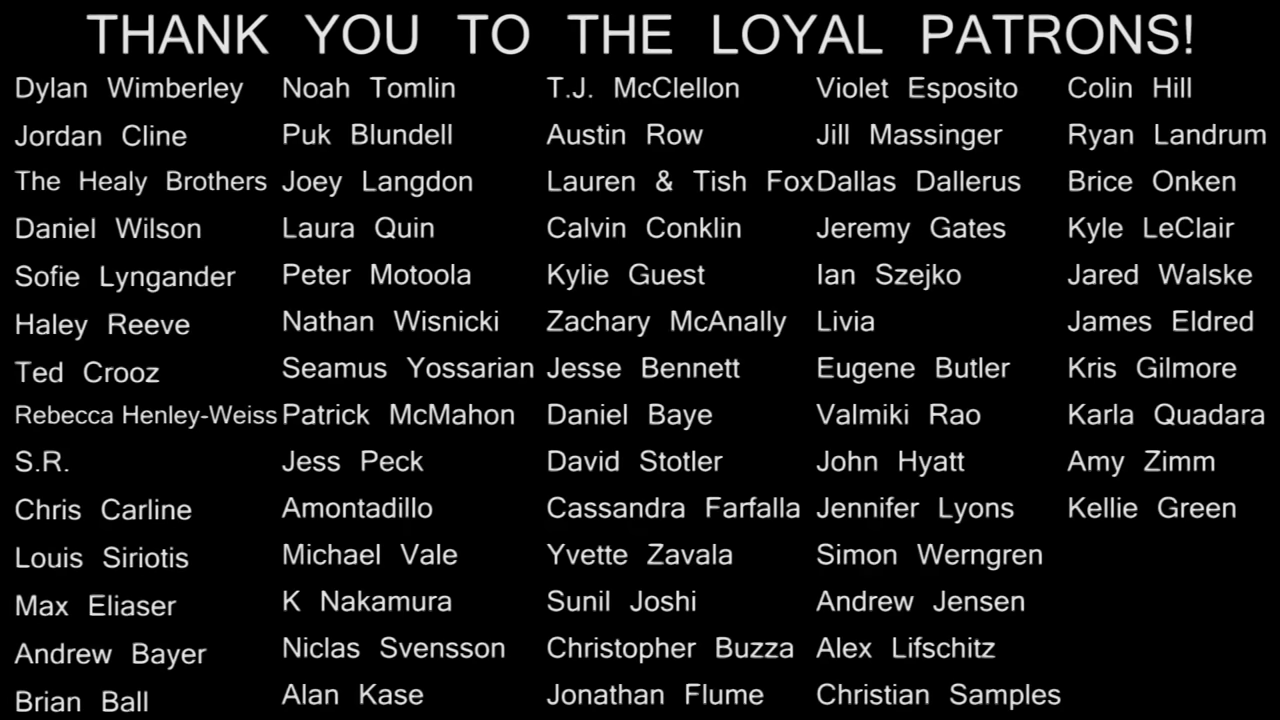 THANK YOU TO THE LOYAL PATRONS!
Dylan Wimberley
Jordan Cline
The Healy Brothers
Daniel Wilson
Sofie Lyngander
Haley Reeve
Ted Crooz
Rebecca Henley-Weiss
S.R.
Chris Carline
Louis Siriotis
Max Eliaser
Andrew Bayer
Brian Ball
Noah Tomlin
Puk Blundell
Joey Langdon
Laura Quin
Peter Motoola
Nathan Wisnicki
Seamus Yossarian
Patrick McMahon
Jess Peck
Amontadillo
Michael Vale
K Nakamura
Niclas Svensson
Alan Kase
T.J. McClellon
Austin Row
Lauren & Tish Fox
Calvin Conklin
Kylie Guest
Zachary McAnally
Jesse Bennett
Daniel Baye
David Stotler
Cassandra Farfalla
Yvette Zavala
Sunil Joshi
Christopher Buzza
Jonathan Flume
Violet Esposito
Jill Massinger
Dallas Dallerus
Jeremy Gates
Ian Szejko
Livia
Eugene Butler
Valmiki Rao
John Hyatt
Jennifer Lyons
Simon Werngren
Andrew Jensen
Alex Lifschitz
Christian Samples
Colin Hill
Ryan Landrum
Brice Onken
Kyle LeClair
Jared Walske
James Eldred
Kris Gilmore
Karla Quadara
Amy Zimm
Kellie Green